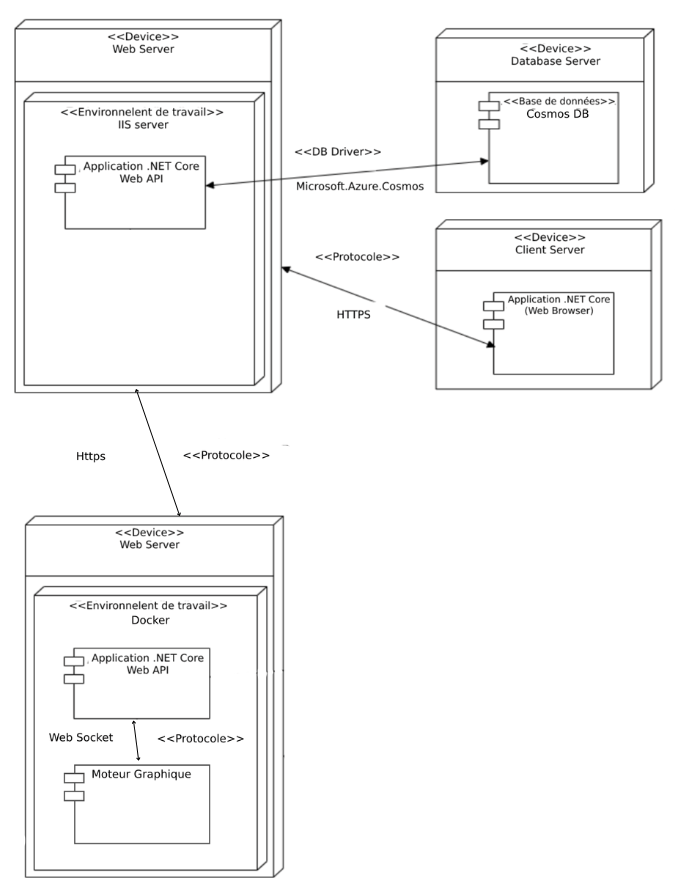 <<Device>>
Web Server
<<Environnelent de travail>>
IIS server
Application .NET Core
Web API
<<DB Driver>>
Microsoft.Azure.Cosmos
<<Device>>
Database Server
<<Base de données>>
Cosmos DB
<<Protocole>>
HTTPS
<<Device>>
Client Server
Application .NET Core
(Web Browser)
Https
<<Protocole>>
<<Device>>
Web Server
<<Environnelent de travail>>
Docker
Application .NET Core
Web API
Web Socket
<<Protocole>>
Moteur Graphique